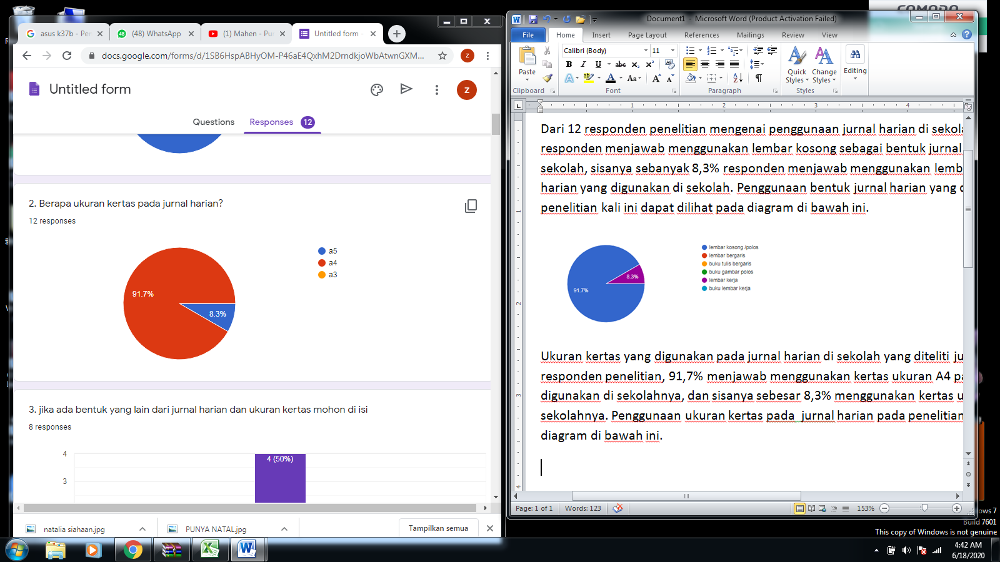 COMODO
asus k37b - Pe
(48) WhatsApp
(1) Mahen - Pu
Untitled form -
docs.google.com/forms/d/1SB6HspABHyOM-P46aE4QxhM2DrndkjoWbAtwnGXM...
z
Untitled form
z
Questions
Responses 12
2. Berapa ukuran kertas pada jurnal harian?
12 responses
a5
a4
a3
91.7%
8.3%
3. jika ada bentuk yang lain dari jurnal harian dan ukuran kertas mohon di isi
8 responses
4
4 (50%)
3
natalia siahaan.jpg
PUNYA NATAL.jpg
Tampilkan semua
Document1 - Microsoft Word (Product Activation Failed)
File Home Insert Page Layout References Mailings Review View
Calibri (Body) 11
Paste
Clipboard
Font
Paragraph
Quick Styles
Change Styles
Styles
Editing
1 2 3 4
Dari 12 responden penelitian mengenai penggunaan jurnal harian di sekola
responden menjawab menggunakan lembar kosong sebagai bentuk jurnal
sekolah, sisanya sebanyak 8,3% responden menjawab menggunakan lemb
harian yang digunakan di sekolah. Penggunaan bentuk jurnal harian yang d
penelitian kali ini dapat dilihat pada diagram di bawah ini.
lembar kosong /polos
lembar bergaris
buku tulis bergaris
buku gambar polos
lembar kerja
buku lembar kerja
8.3%
91.7%
Ukuran kertas yang digunakan pada jurnal harian di sekolah yang diteliti ju
responden penelitian, 91,7% menjawab menggunakan kertas ukuran A4 pa
digunakan di sekolahnya, dan sisanya sebesar 8,3% menggunakan kertas u
sekolahnya. Penggunaan ukuran kertas pada jurnal harian pada penelitian
diagram di bawah ini.
Page: 1 of 1
Words: 123
153%
ows 7
Build 7601
This copy of Windows is not genuine
4:42 AM
6/18/2020